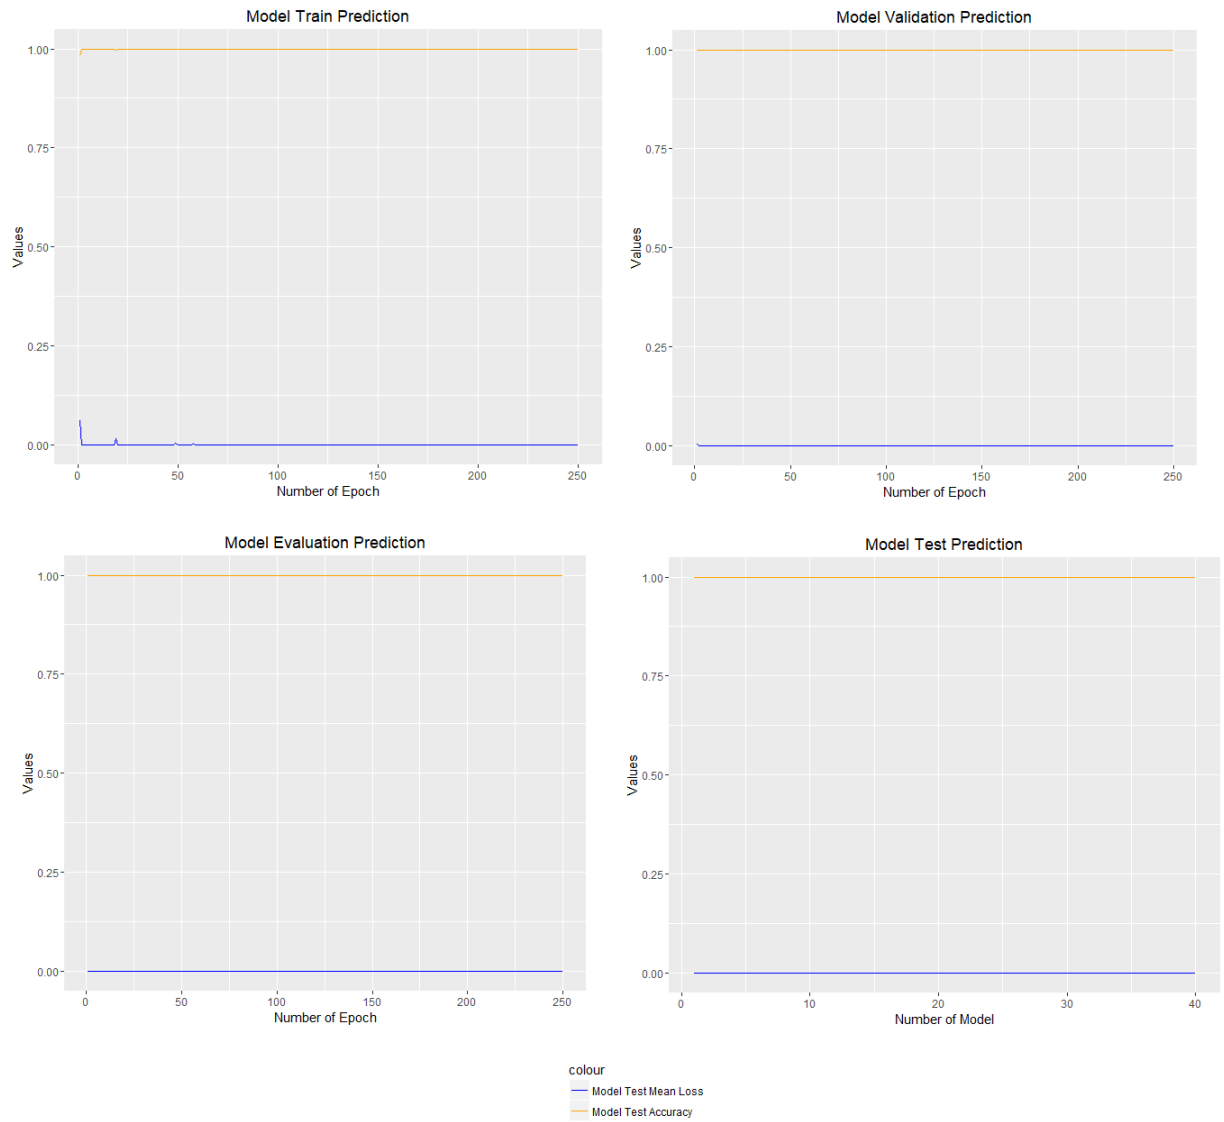 Model Train Prediction
Values
1.00
0.75
0.50
0.25
0.00
0 50 100 150 200 250
Number of Epoch
Model Validation Prediction
Values
1.00
0.75
0.50
0.25
0.00
0 50 100 150 200 250
Number of Epoch
Model Evaluation Prediction
Values
1.00
0.75
0.50
0.25
0.00
0 50 100 150 200 250
Number of Epoch
Model Test Prediction
Values
1.00
0.75
0.50
0.25
0.00
0 10 20 30 40
Number of Model
colour
Model Test Mean Loss
Model Test Accuracy